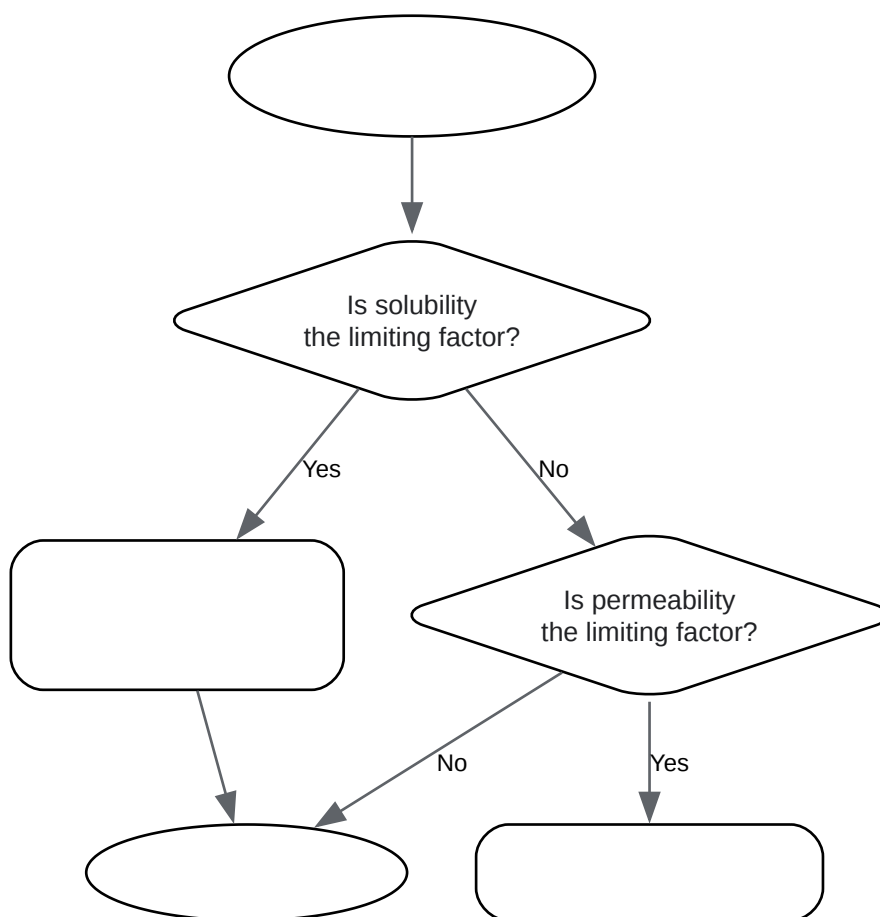 Is solubility
the limiting factor?
Yes
No
Is permeability
the limiting factor?
No
Yes